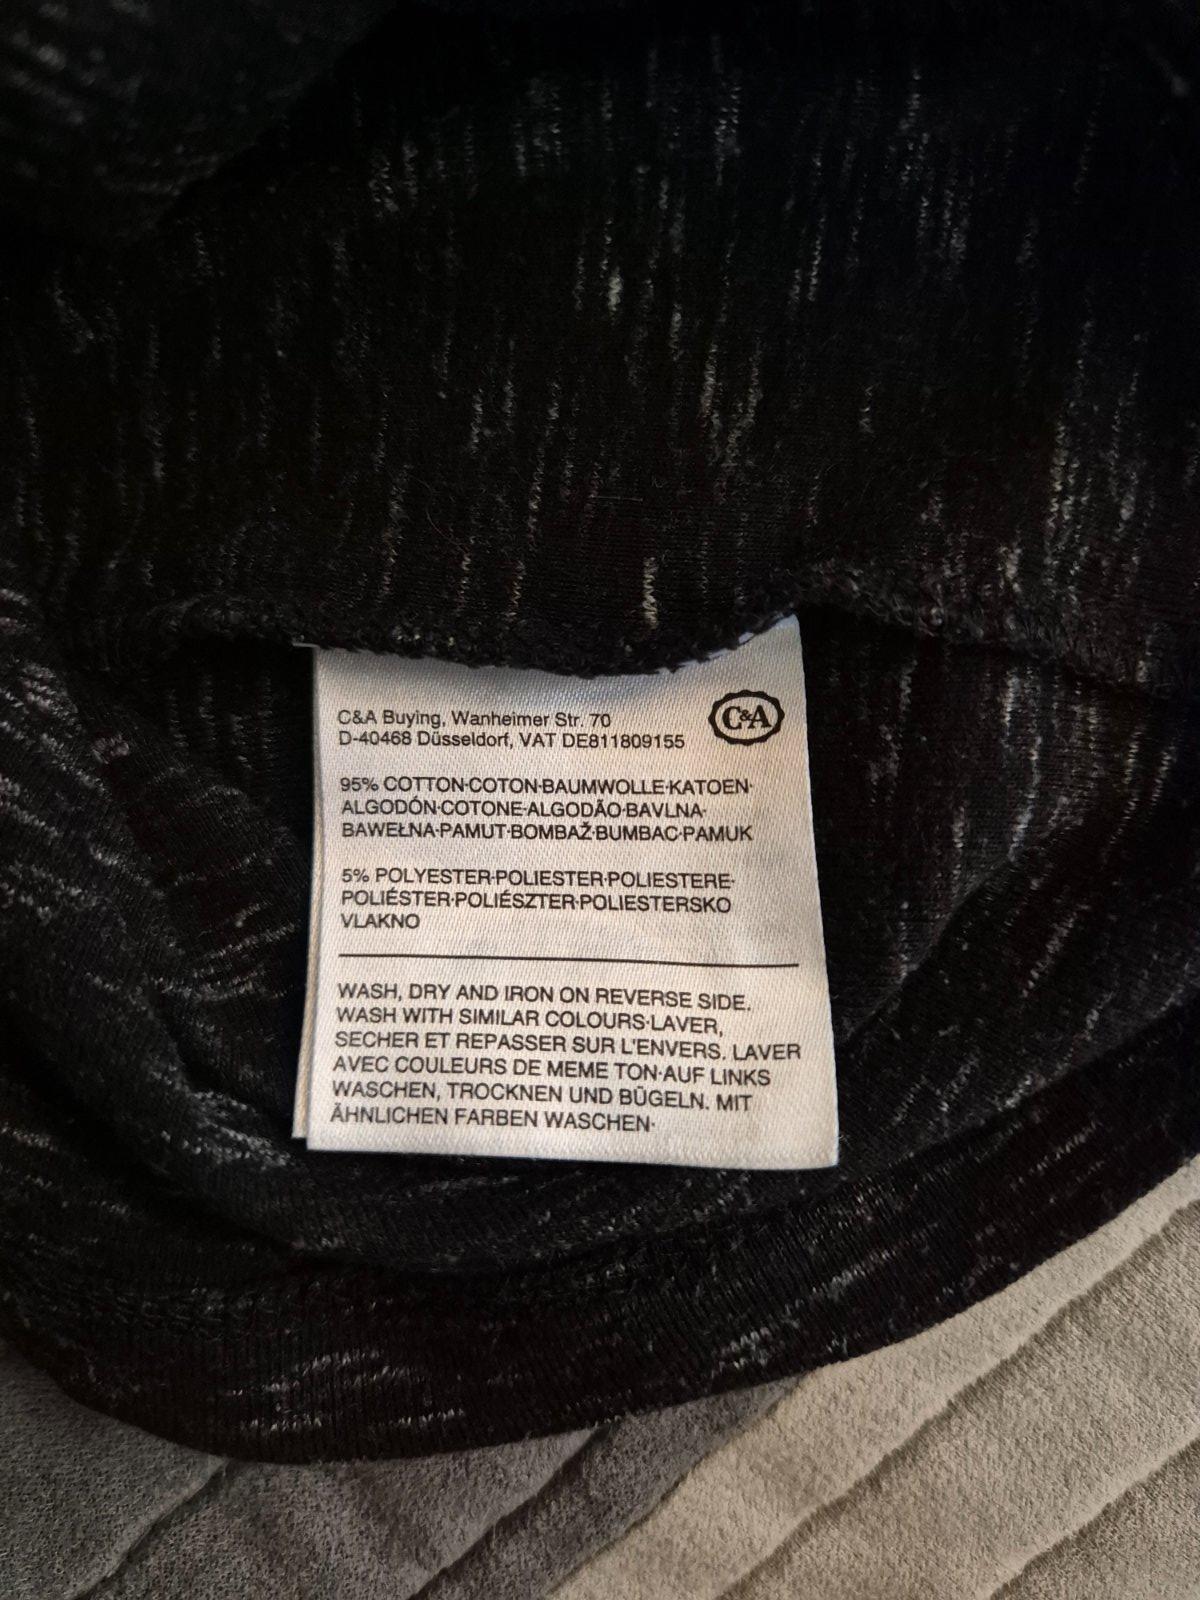 C&A Buying, Wanheimer Str. 70
D-40468 Düsseldorf, VAT DE811809155
C&A
95% COTTON·COTON·BAUMWOLLE·KATOEN·
ALGODÓN·COTONE·ALGODÃO·BAVLNA·
BAWEŁNA·PAMUT·BOMBAŽ·BUMBAC·PAMUK
5% POLYESTER·POLIESTER·POLIESTERE·
POLIÉSTER·POLIÉSZTER·POLIESTERSKO
VLAKNO
WASH, DRY AND IRON ON REVERSE SIDE.
WASH WITH SIMILAR COLOURS·LAVER,
SECHER ET REPASSER SUR L'ENVERS. LAVER
AVEC COULEURS DE MEME TON·AUF LINKS
WASCHEN, TROCKNEN UND BÜGELN. MIT
ÄHNLICHEN FARBEN WASCHEN·